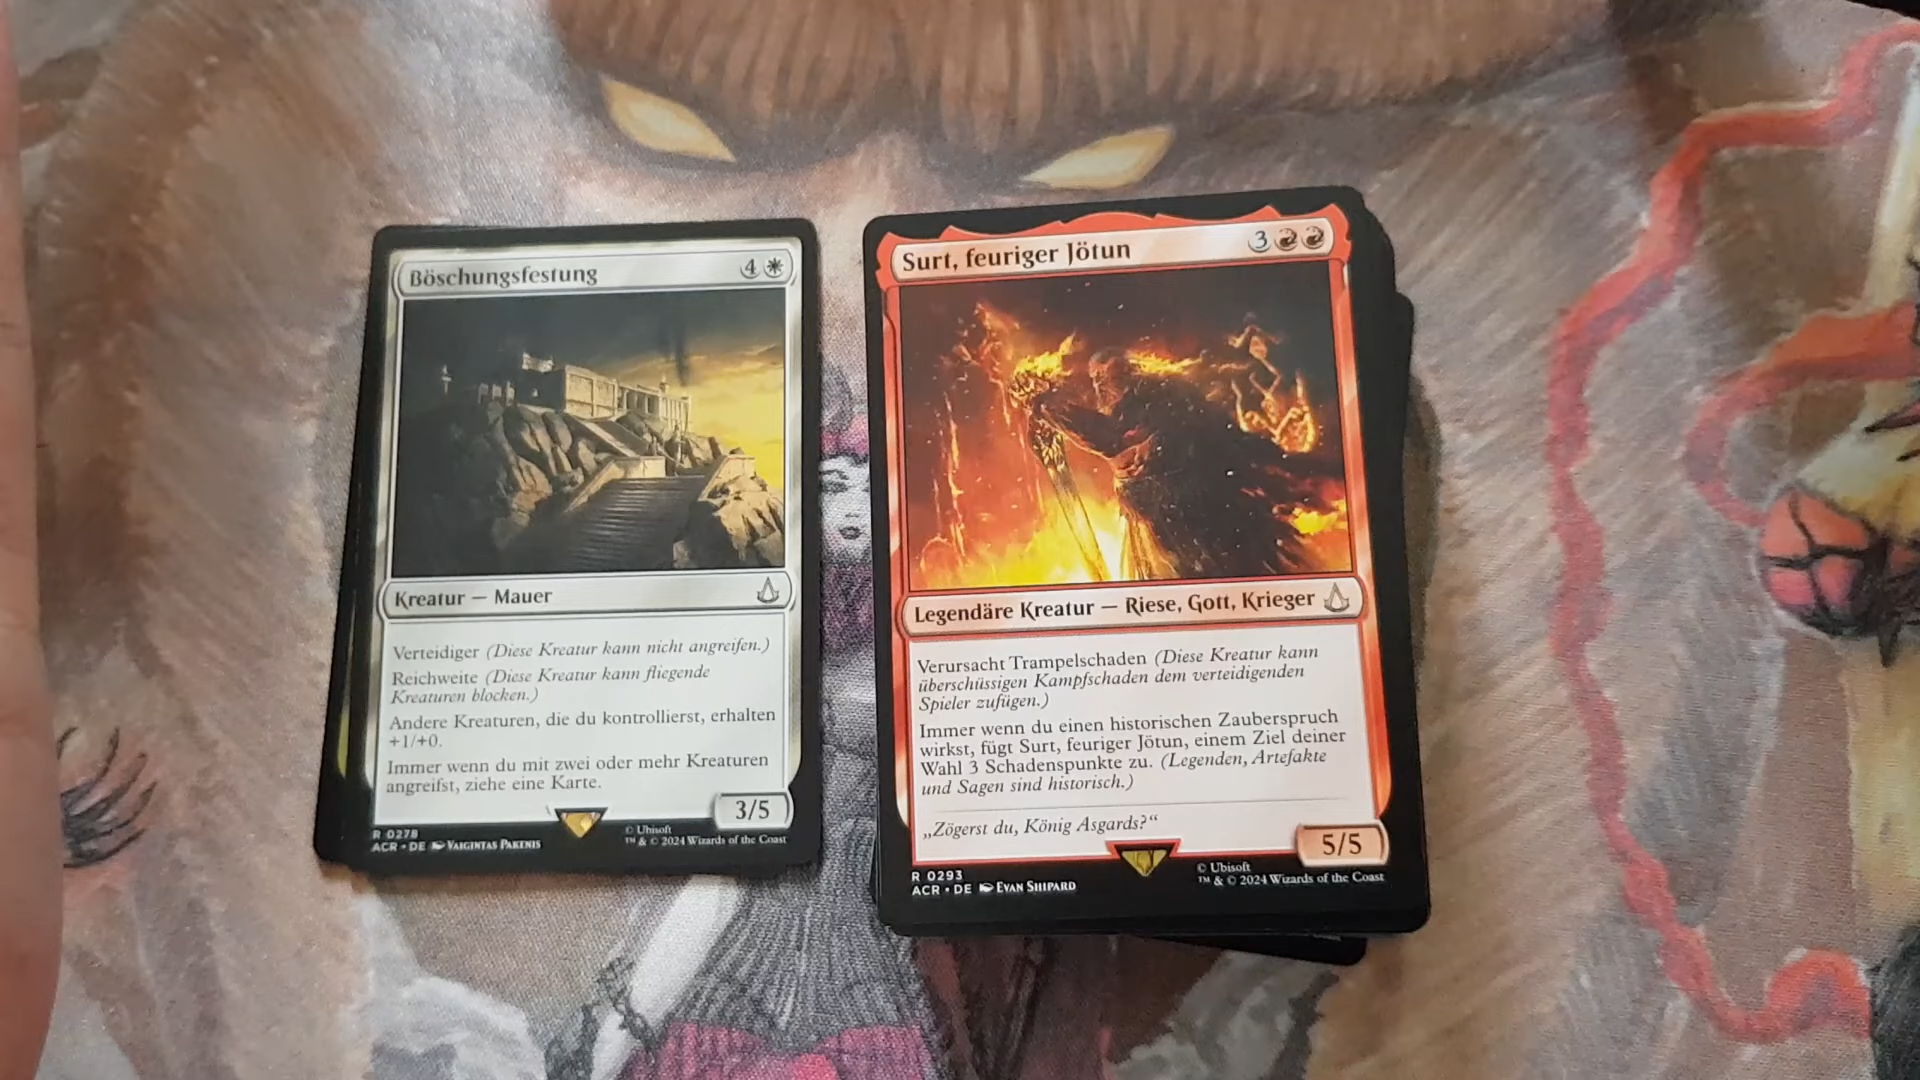 Böschungsfestung 4
Kreatur — Mauer
Verteidiger (Diese Kreatur kann nicht angreifen.)
Reichweite (Diese Kreatur kann fliegende
Kreaturen blocken.)
Andere Kreaturen, die du kontrollierst, erhalten
+1/+0.
Immer wenn du mit zwei oder mehr Kreaturen
angreifst, ziehe eine Karte.
3/5
R 0278
ACR • DE VAIGINTAS PAKENIS
© Ubisoft
™ & © 2024 Wizards of the Coast
Surt, feuriger Jötun 3
Legendäre Kreatur — Riese, Gott, Krieger
Verursacht Trampelschaden (Diese Kreatur kann
überschüssigen Kampfschaden dem verteidigenden
Spieler zufügen.)
Immer wenn du einen historischen Zauberspruch
wirkst, fügt Surt, feuriger Jötun, einem Ziel deiner
Wahl 3 Schadenspunkte zu. (Legenden, Artefakte
und Sagen sind historisch.)
„Zögerst du, König Asgards?“
5/5
R 0293
ACR • DE EVAN SHIPARD
© Ubisoft
™ & © 2024 Wizards of the Coast